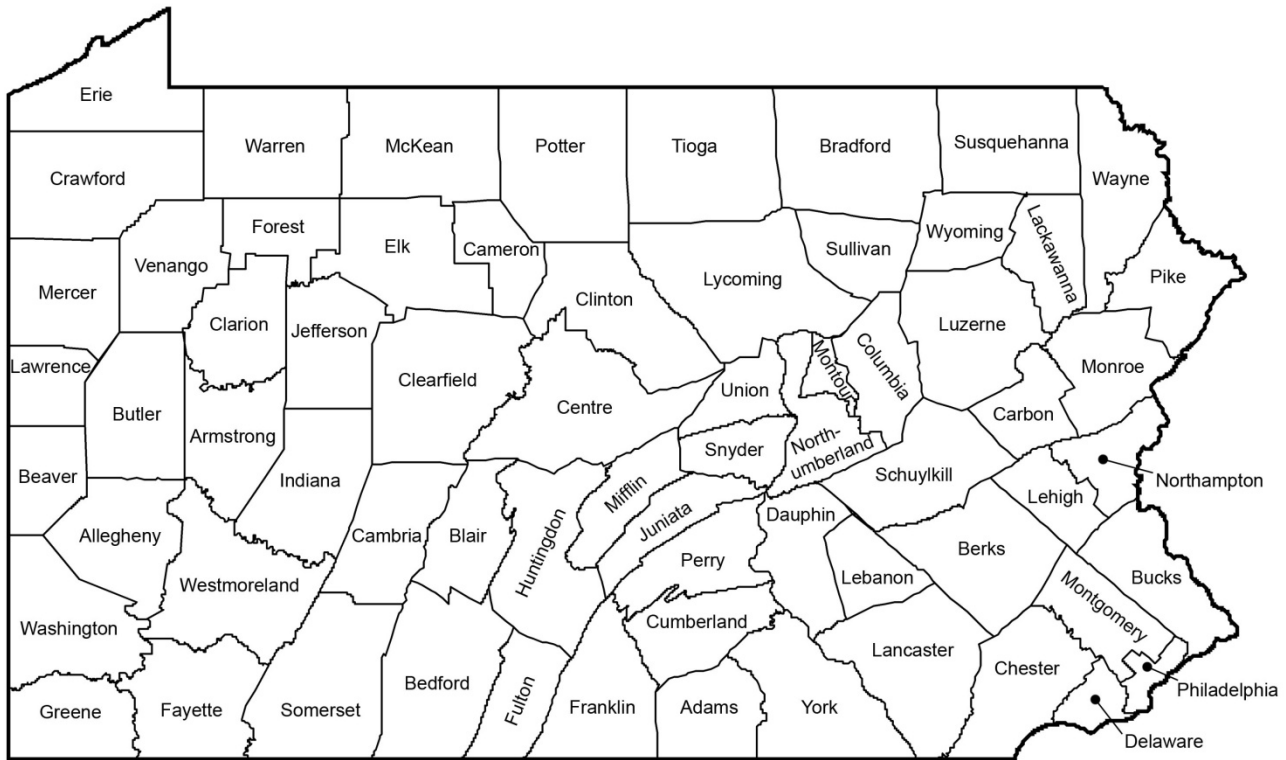 Erie
Warren
McKean
Potter
Tioga
Bradford
Susquehanna
Crawford
Wayne
Forest
Elk
Cameron
Sullivan
Wyoming
Lackawanna
Venango
Mercer
Clarion
Jefferson
Clinton
Lycoming
Luzerne
Pike
Lawrence
Butler
Armstrong
Clearfield
Centre
Union
Montour
Columbia
Monroe
Carbon
Beaver
Indiana
Snyder
North-
umberland
Schuylkill
Lehigh
Northampton
Allegheny
Westmoreland
Cambria
Blair
Huntingdon
Mifflin
Juniata
Perry
Dauphin
Lebanon
Berks
Bucks
Montgomery
Washington
Cumberland
Lancaster
Chester
Philadelphia
Greene
Fayette
Somerset
Bedford
Fulton
Franklin
Adams
York
Delaware